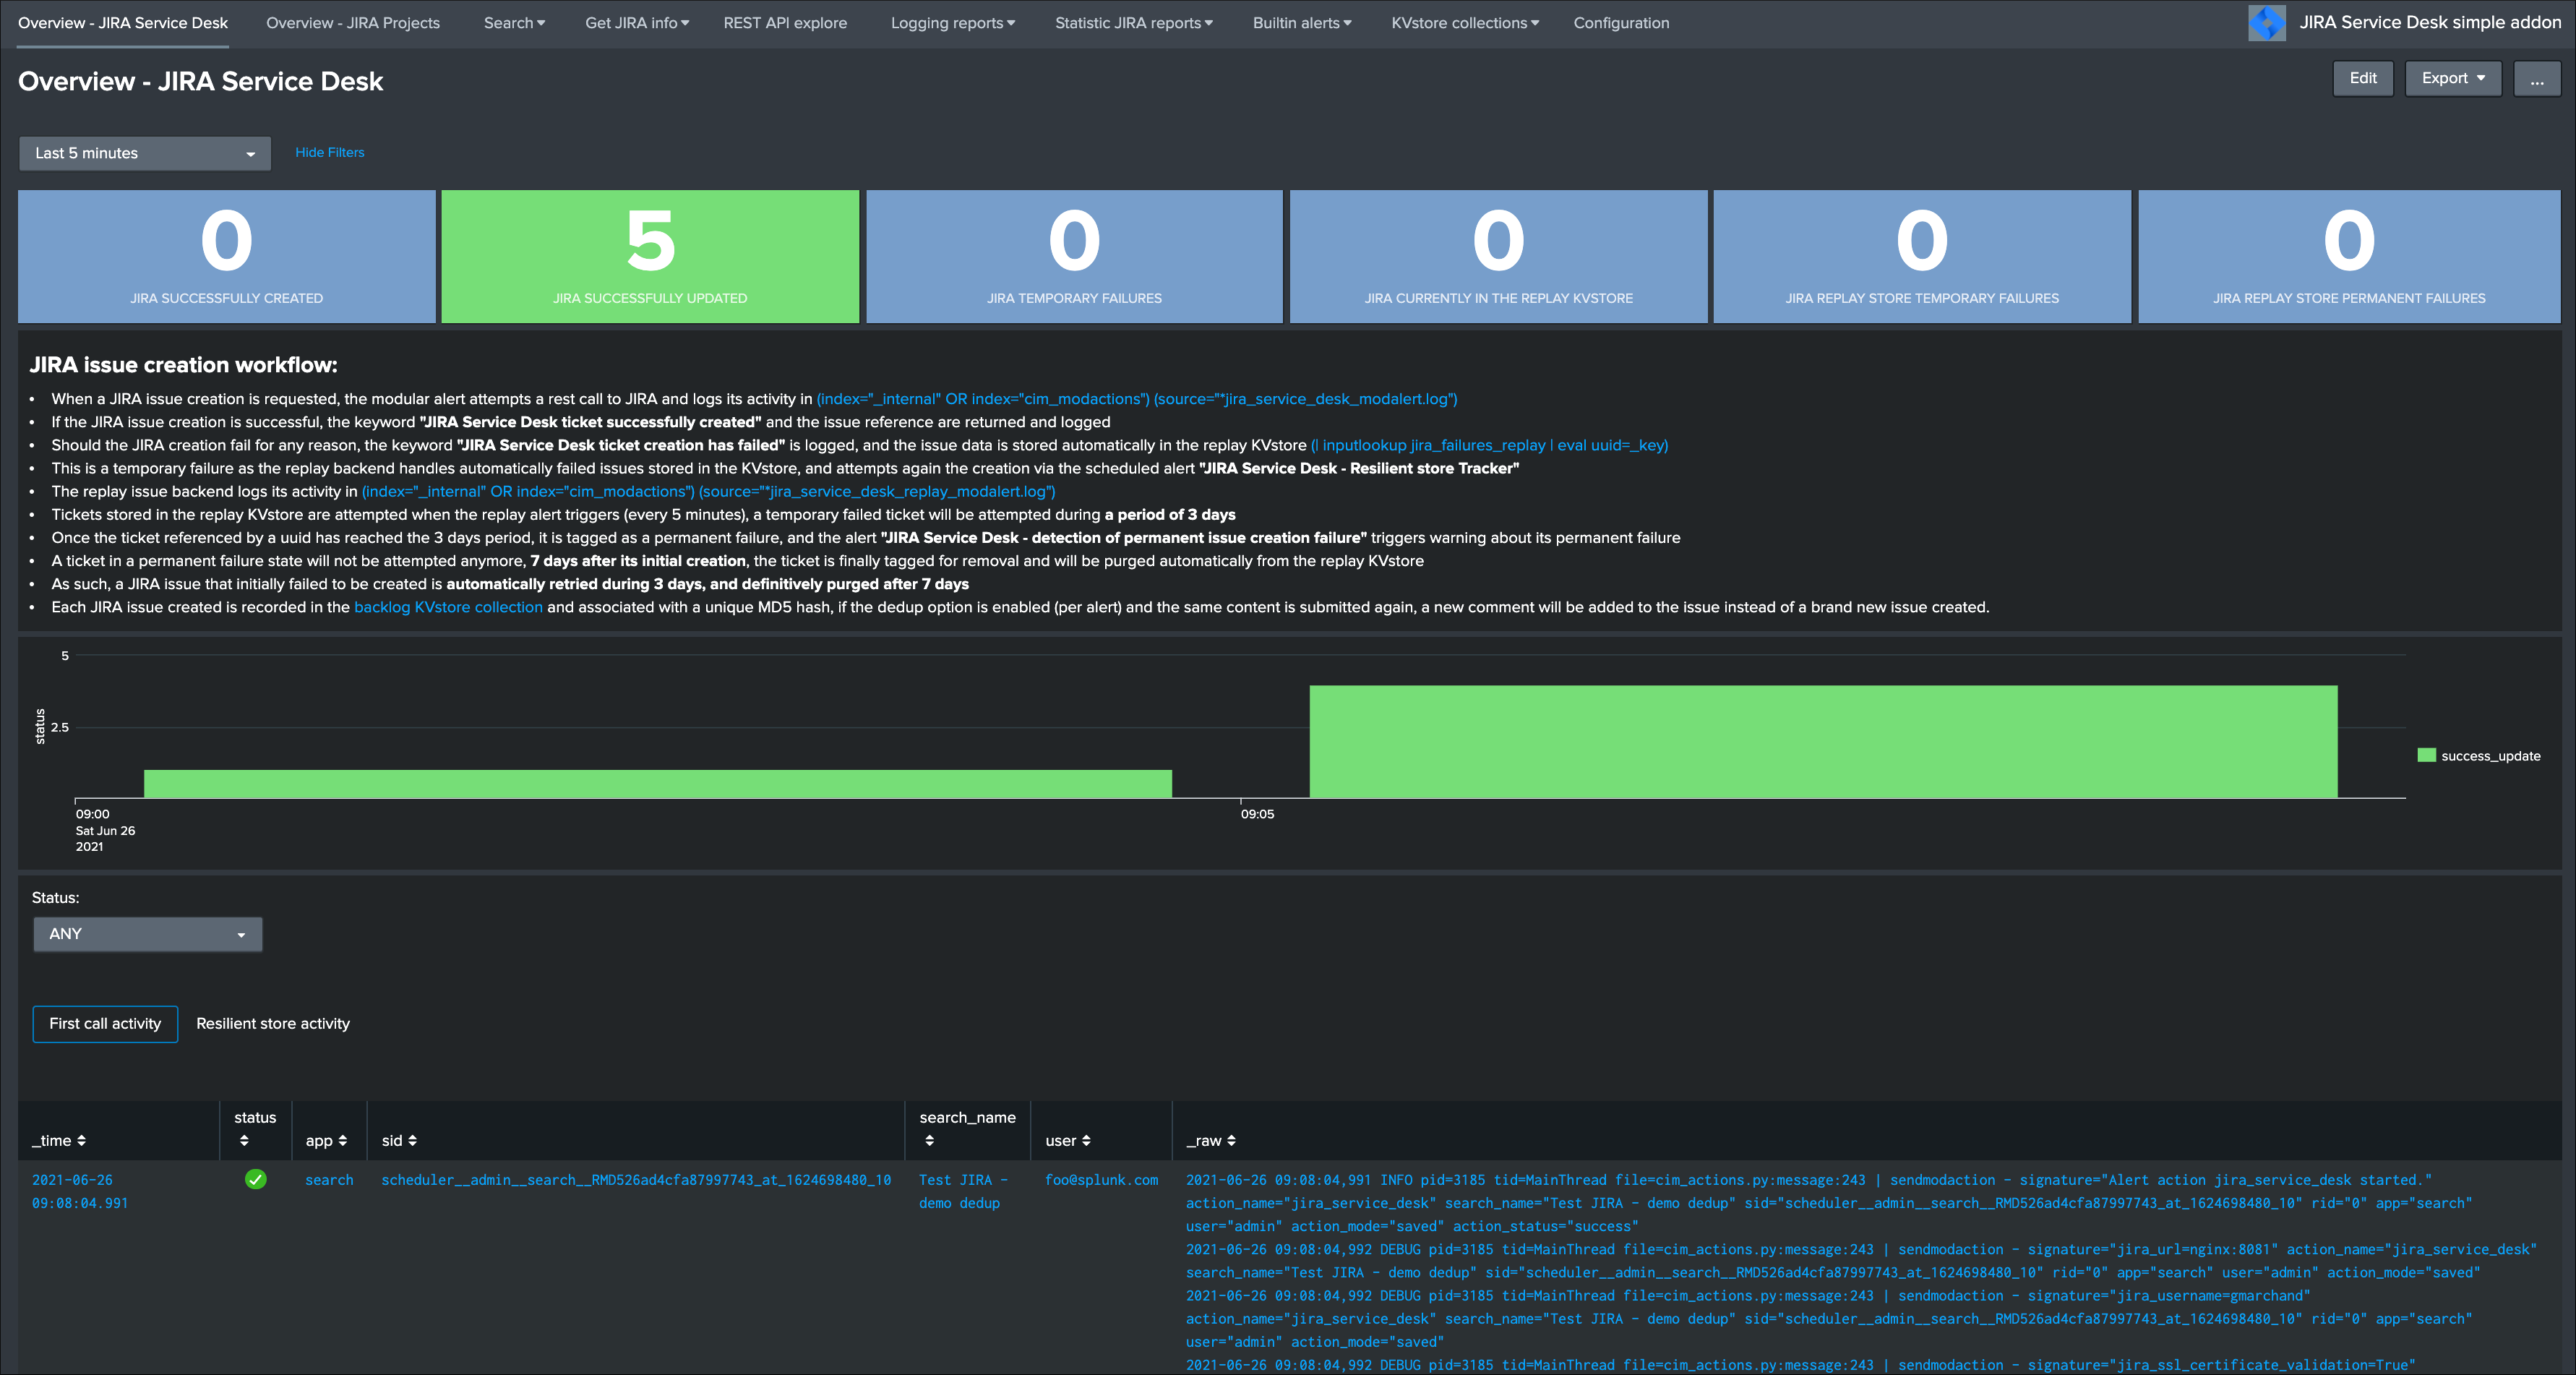 Overview - JIRA Service Desk
Overview - JIRA Projects
Search
Get JIRA info
REST API explore
Logging reports
Statistic JIRA reports
Builtin alerts
KVstore collections
Configuration
JIRA Service Desk simple addon
Overview - JIRA Service Desk
Edit
Export
...
Last 5 minutes
Hide Filters
0
JIRA SUCCESSFULLY CREATED
5
JIRA SUCCESSFULLY UPDATED
0
JIRA TEMPORARY FAILURES
0
JIRA CURRENTLY IN THE REPLAY KVSTORE
0
JIRA REPLAY STORE TEMPORARY FAILURES
0
JIRA REPLAY STORE PERMANENT FAILURES
JIRA issue creation workflow:
• When a JIRA issue creation is requested, the modular alert attempts a rest call to JIRA and logs its activity in (index="_internal" OR index="cim_modactions") (source="*jira_service_desk_modalert.log")
• If the JIRA issue creation is successful, the keyword "JIRA Service Desk ticket successfully created" and the issue reference are returned and logged
• Should the JIRA creation fail for any reason, the keyword "JIRA Service Desk ticket creation has failed" is logged, and the issue data is stored automatically in the replay KVstore (| inputlookup jira_failures_replay | eval uuid=_key)
• This is a temporary failure as the replay backend handles automatically failed issues stored in the KVstore, and attempts again the creation via the scheduled alert "JIRA Service Desk - Resilient store Tracker"
• The replay issue backend logs its activity in (index="_internal" OR index="cim_modactions") (source="*jira_service_desk_replay_modalert.log")
• Tickets stored in the replay KVstore are attempted when the replay alert triggers (every 5 minutes), a temporary failed ticket will be attempted during a period of 3 days
• Once the ticket referenced by a uuid has reached the 3 days period, it is tagged as a permanent failure, and the alert "JIRA Service Desk - detection of permanent issue creation failure" triggers warning about its permanent failure
• A ticket in a permanent failure state will not be attempted anymore, 7 days after its initial creation, the ticket is finally tagged for removal and will be purged automatically from the replay KVstore
• As such, a JIRA issue that initially failed to be created is automatically retried during 3 days, and definitively purged after 7 days
• Each JIRA issue created is recorded in the backlog KVstore collection and associated with a unique MD5 hash, if the dedup option is enabled (per alert) and the same content is submitted again, a new comment will be added to the issue instead of a brand new issue created.
5
2.5
status
09:00
Sat Jun 26
2021
09:05
success_update
Status:
ANY
First call activity
Resilient store activity
_time
status
app
sid
search_name
user
_raw
2021-06-26
09:08:04.991
search
scheduler__admin__search__RMD526ad4cfa87997743_at_1624698480_10
Test JIRA -
demo dedup
foo@splunk.com
2021-06-26 09:08:04,991 INFO pid=3185 tid=MainThread file=cim_actions.py:message:243 | sendmodaction - signature="Alert action jira_service_desk started."
action_name="jira_service_desk" search_name="Test JIRA - demo dedup" sid="scheduler__admin__search__RMD526ad4cfa87997743_at_1624698480_10" rid="0" app="search"
user="admin" action_mode="saved" action_status="success"
2021-06-26 09:08:04,992 DEBUG pid=3185 tid=MainThread file=cim_actions.py:message:243 | sendmodaction - signature="jira_url=nginx:8081" action_name="jira_service_desk"
search_name="Test JIRA - demo dedup" sid="scheduler__admin__search__RMD526ad4cfa87997743_at_1624698480_10" rid="0" app="search" user="admin" action_mode="saved"
2021-06-26 09:08:04,992 DEBUG pid=3185 tid=MainThread file=cim_actions.py:message:243 | sendmodaction - signature="jira_username=gmarchand"
action_name="jira_service_desk" search_name="Test JIRA - demo dedup" sid="scheduler__admin__search__RMD526ad4cfa87997743_at_1624698480_10" rid="0" app="search"
user="admin" action_mode="saved"
2021-06-26 09:08:04,992 DEBUG pid=3185 tid=MainThread file=cim_actions.py:message:243 | sendmodaction - signature="jira_ssl_certificate_validation=True"